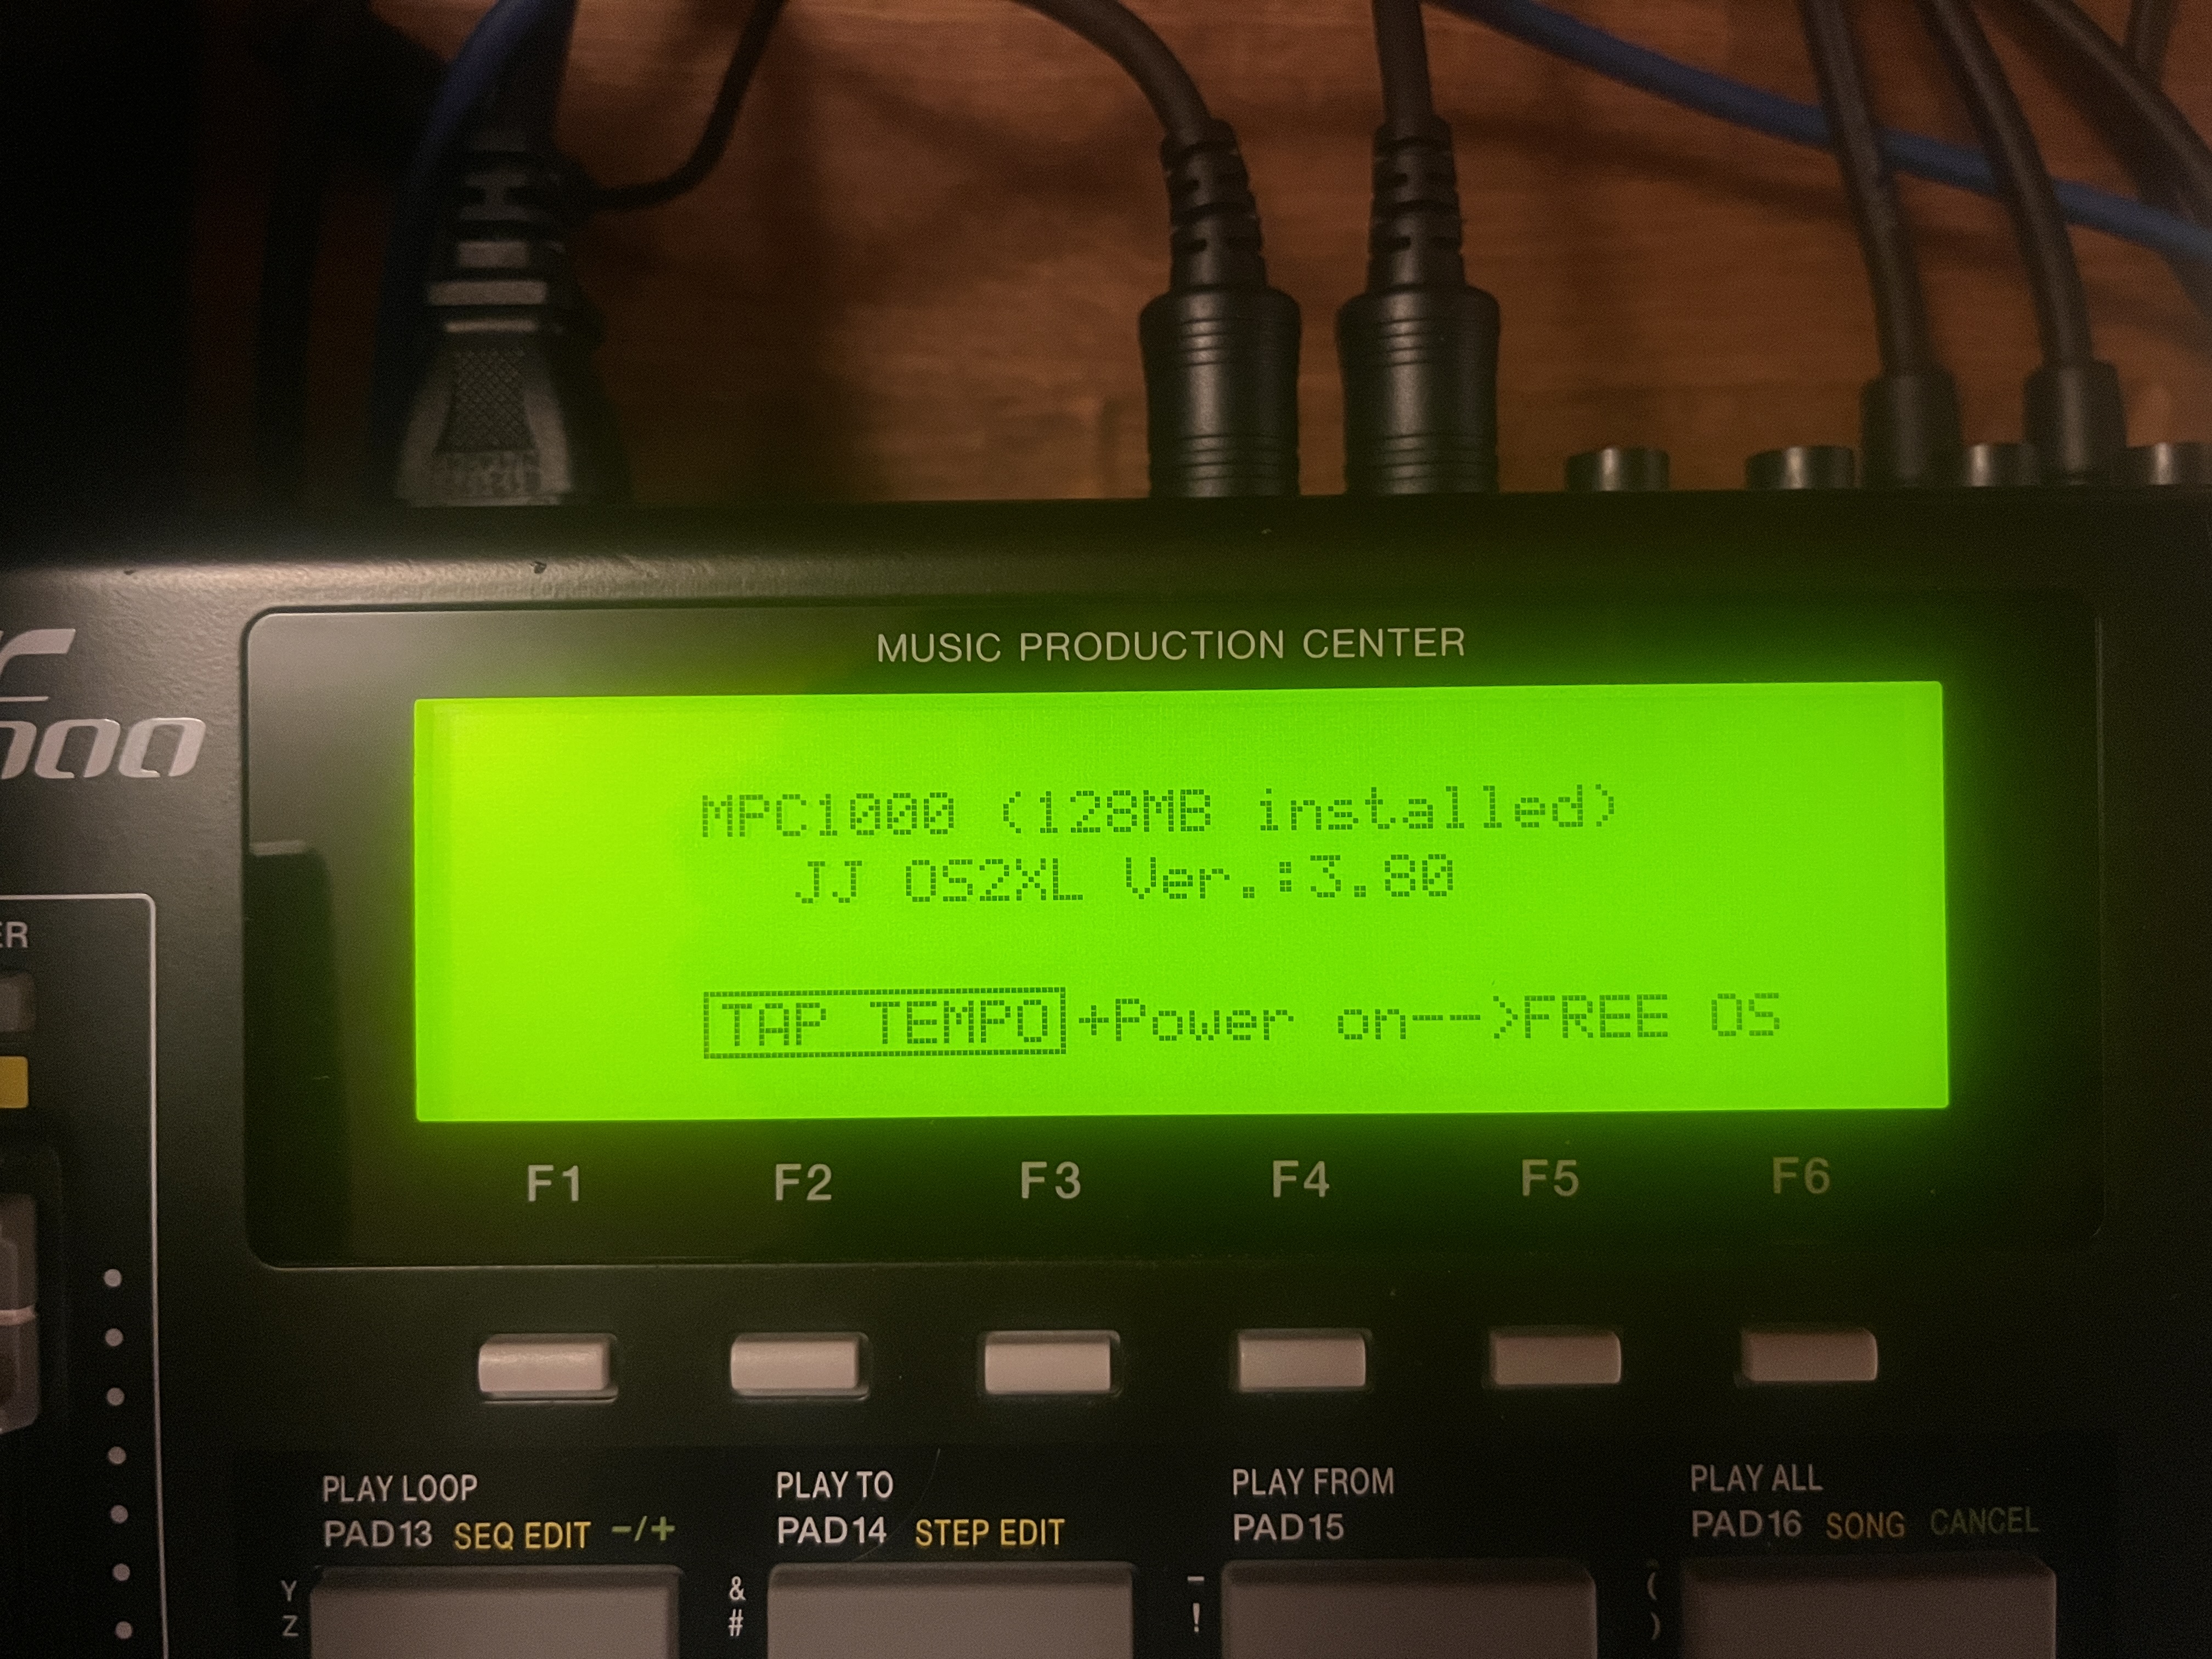 MUSIC PRODUCTION CENTER
MPC1000 (128MB installed)
JJ OS2XL Ver.:3.80
TAP TEMPO+Power on-->FREE OS
F1 F2 F3 F4 F5 F6
PLAY LOOP
PAD13 SEQ EDIT -/+
PLAY TO
PAD14 STEP EDIT
PLAY FROM
PAD15
PLAY ALL
PAD16 SONG CANCEL
Y
Z
&
#
-
!
(
)